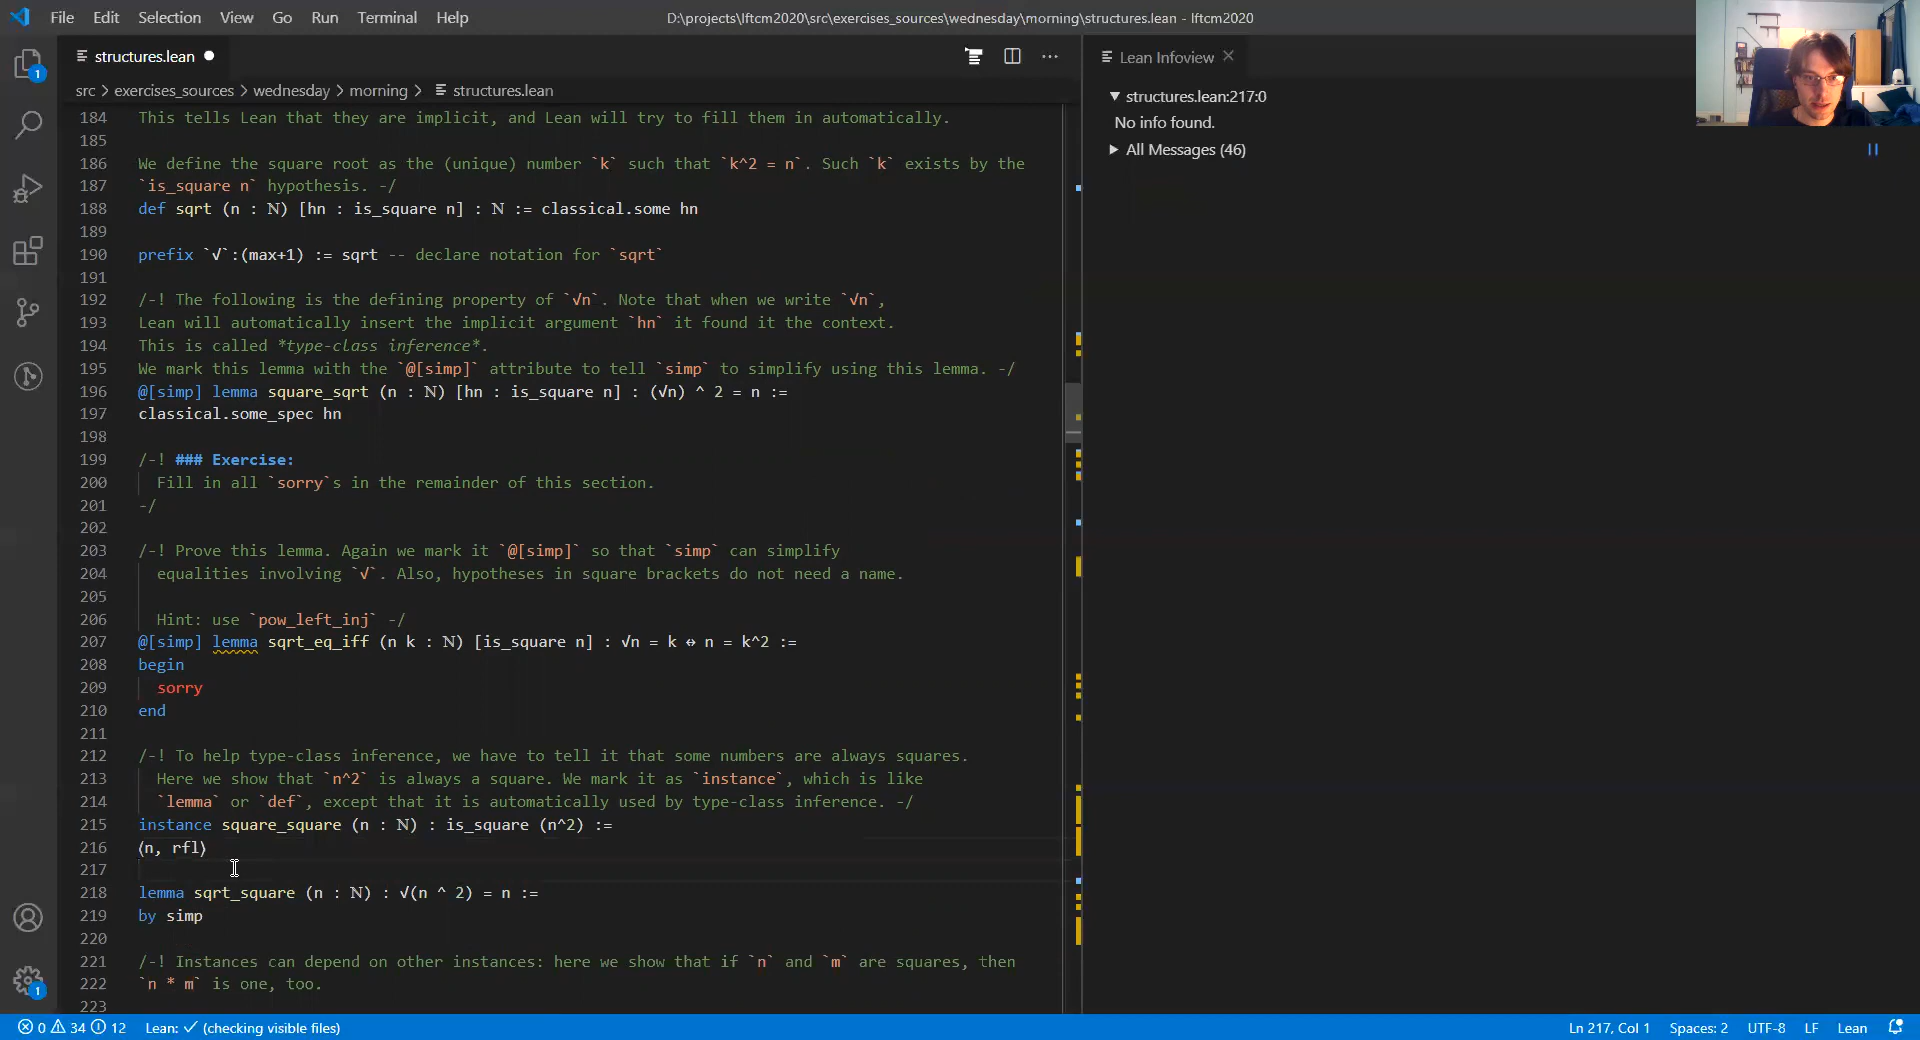 File Edit Selection View Go Run Terminal Help
D:\projects\lftcm2020\src\exercises_sources\wednesday\morning\structures.lean - lftcm2020
structures.lean
Lean Infoview
src > exercises_sources > wednesday > morning > structures.lean
structures.lean:217:0
No info found.
All Messages (46)
184 This tells Lean that they are implicit, and Lean will try to fill them in automatically.
185
186 We define the square root as the (unique) number `k` such that `k^2 = n`. Such `k` exists by the
187 `is_square n` hypothesis. -/
188 def sqrt (n : ℕ) [hn : is_square n] : ℕ := classical.some hn
189
190 prefix `√`:(max+1) := sqrt -- declare notation for `sqrt`
191
192 /-! The following is the defining property of `√n`. Note that when we write `√n`,
193 Lean will automatically insert the implicit argument `hn` it found it the context.
194 This is called *type-class inference*.
195 We mark this lemma with the `@[simp]` attribute to tell `simp` to simplify using this lemma. -/
196 @[simp] lemma square_sqrt (n : ℕ) [hn : is_square n] : (√n) ^ 2 = n :=
197 classical.some_spec hn
198
199 /-! ### Exercise:
200 Fill in all `sorry`s in the remainder of this section.
201 -/
202
203 /-! Prove this lemma. Again we mark it `@[simp]` so that `simp` can simplify
204 equalities involving `√`. Also, hypotheses in square brackets do not need a name.
205
206 Hint: use `pow_left_inj` -/
207 @[simp] lemma sqrt_eq_iff (n k : ℕ) [is_square n] : √n = k ↔ n = k^2 :=
208 begin
209 sorry
210 end
211
212 /-! To help type-class inference, we have to tell it that some numbers are always squares.
213 Here we show that `n^2` is always a square. We mark it as `instance`, which is like
214 `lemma` or `def`, except that it is automatically used by type-class inference. -/
215 instance square_square (n : ℕ) : is_square (n^2) :=
216 ⟨n, rfl⟩
217
218 lemma sqrt_square (n : ℕ) : √(n ^ 2) = n :=
219 by simp
220
221 /-! Instances can depend on other instances: here we show that if `n` and `m` are squares, then
222 `n * m` is one, too.
223
1
1
0 34 12 Lean: ✓ (checking visible files) Ln 217, Col 1 Spaces: 2 UTF-8 LF Lean